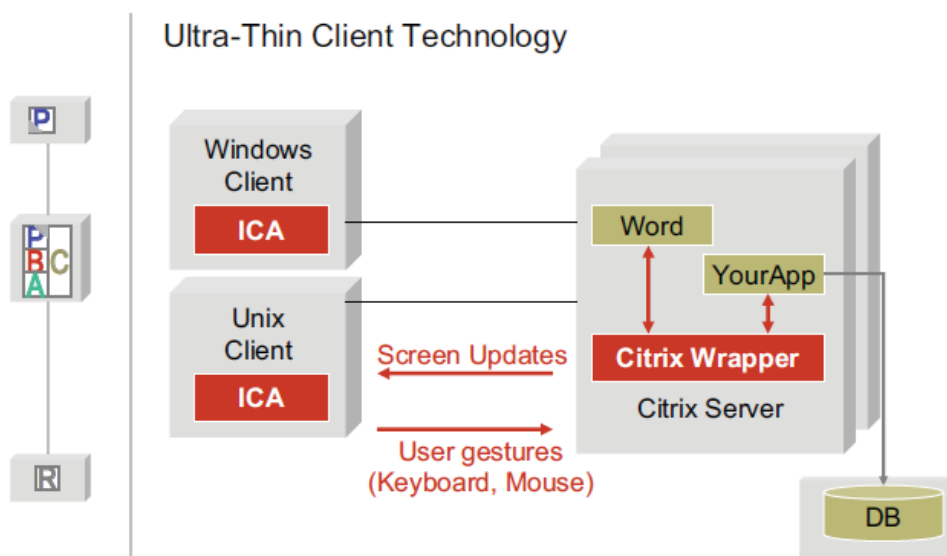 Ultra-Thin Client Technology
P
P
B
A
C
R
Windows
Client
ICA
Unix
Client
ICA
Screen Updates
User gestures
(Keyboard, Mouse)
Word
YourApp
Citrix Wrapper
Citrix Server
DB